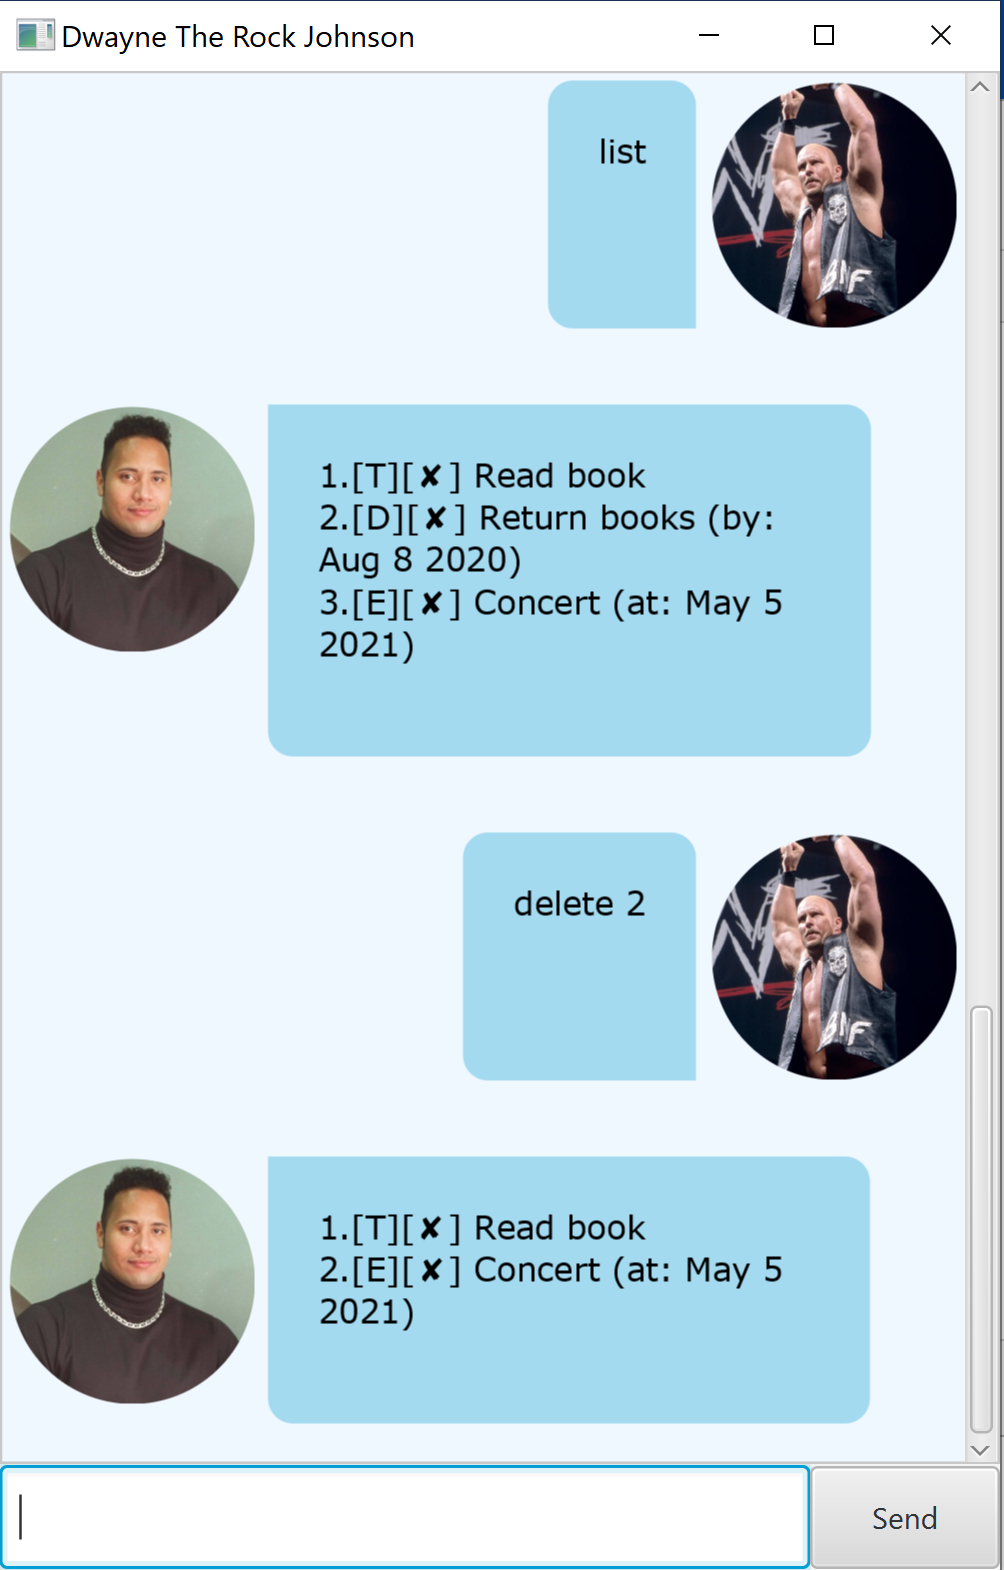 Dwayne The Rock Johnson
list
1.[T][✘] Read book
2.[D][✘] Return books (by:
Aug 8 2020)
3.[E][✘] Concert (at: May 5
2021)
delete 2
1.[T][✘] Read book
2.[E][✘] Concert (at: May 5
2021)
Send